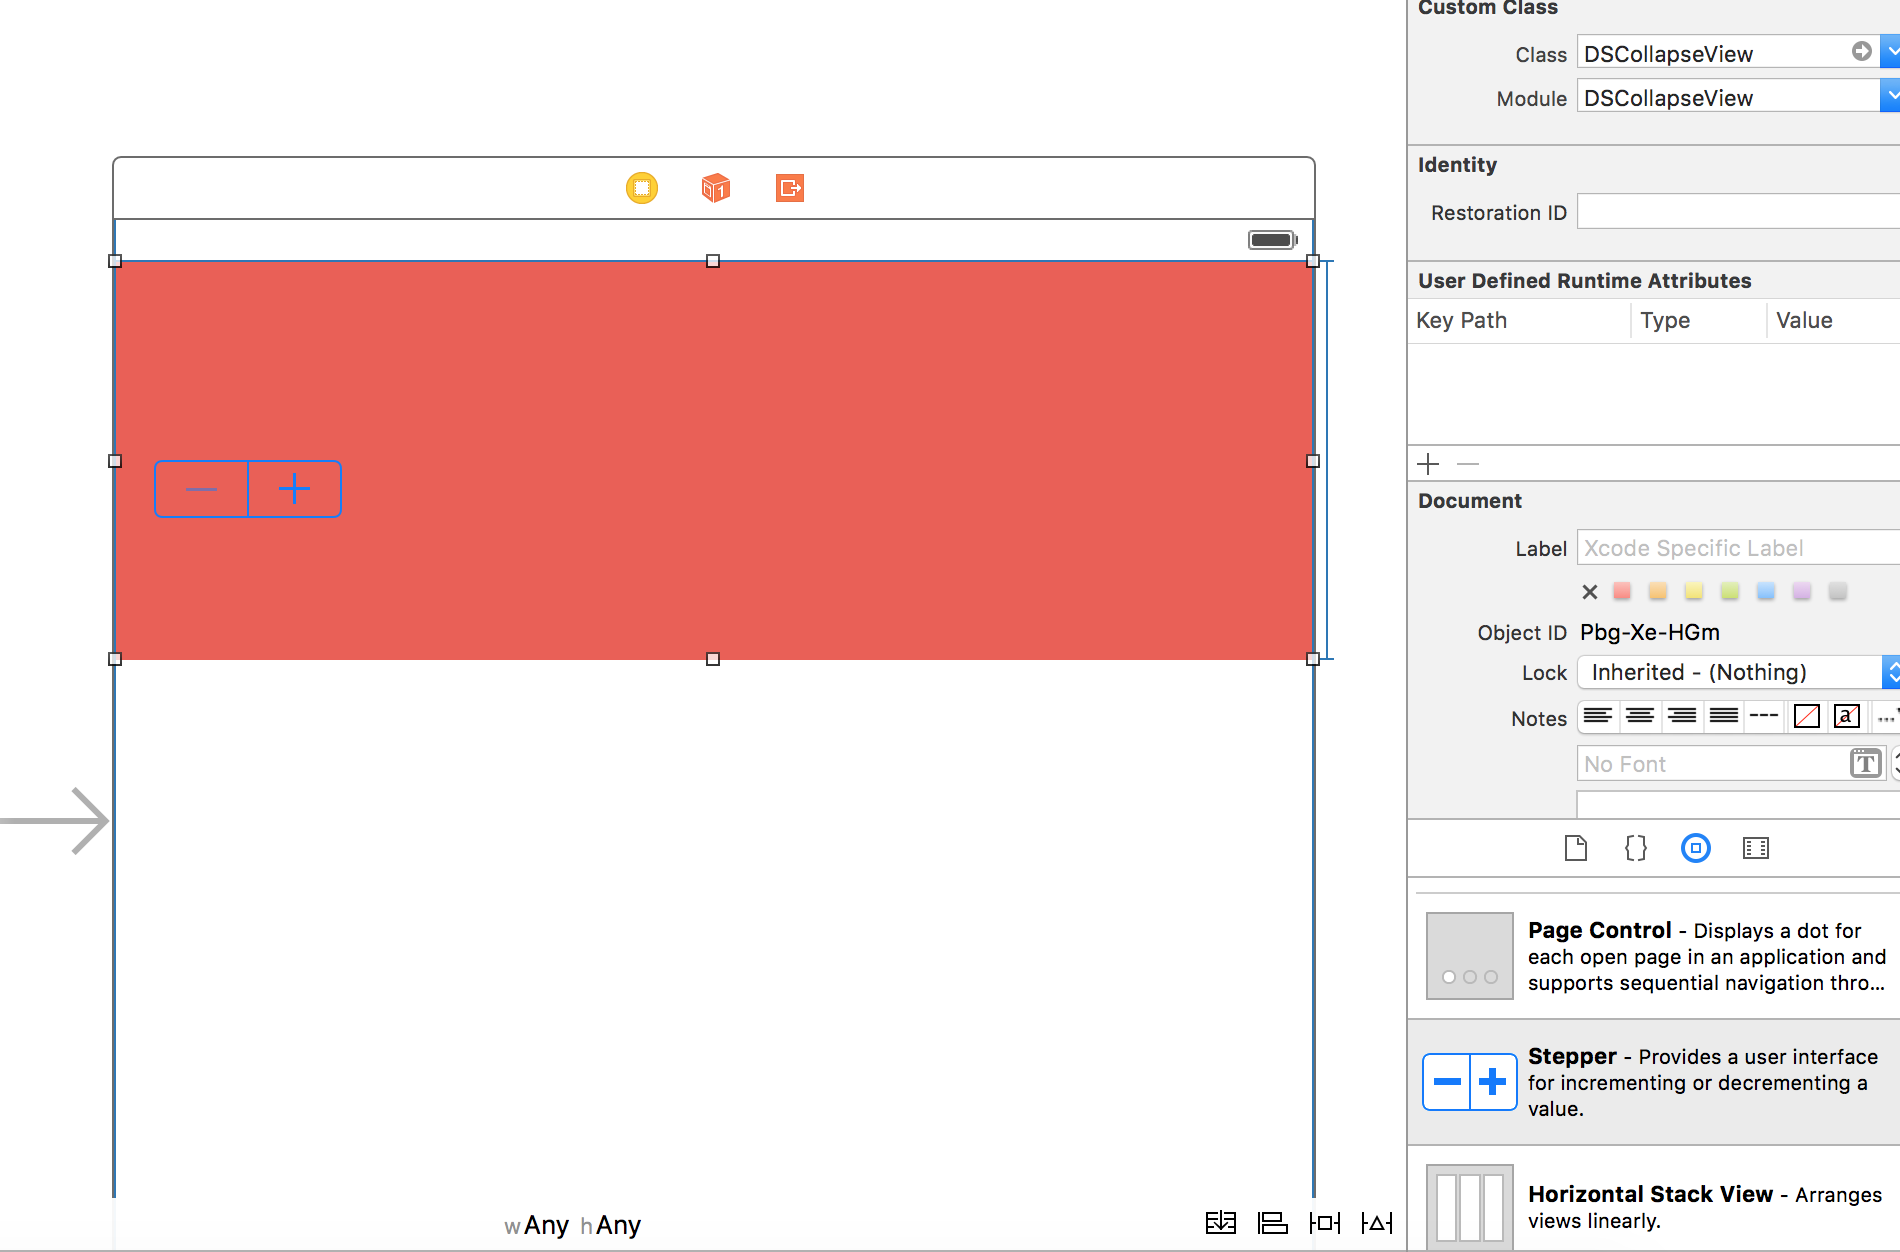 Custom Class
Class DSCollapseView
Module DSCollapseView
1
Identity
Restoration ID
User Defined Runtime Attributes
Key Path Type Value
Document
Label Xcode Specific Label
Object ID Pbg-Xe-HGm
Lock Inherited - (Nothing)
Notes a
No Font T
{}
Page Control - Displays a dot for
each open page in an application and
supports sequential navigation thro...
Stepper - Provides a user interface
for incrementing or decrementing a
value.
Horizontal Stack View - Arranges
views linearly.
wAny hAny